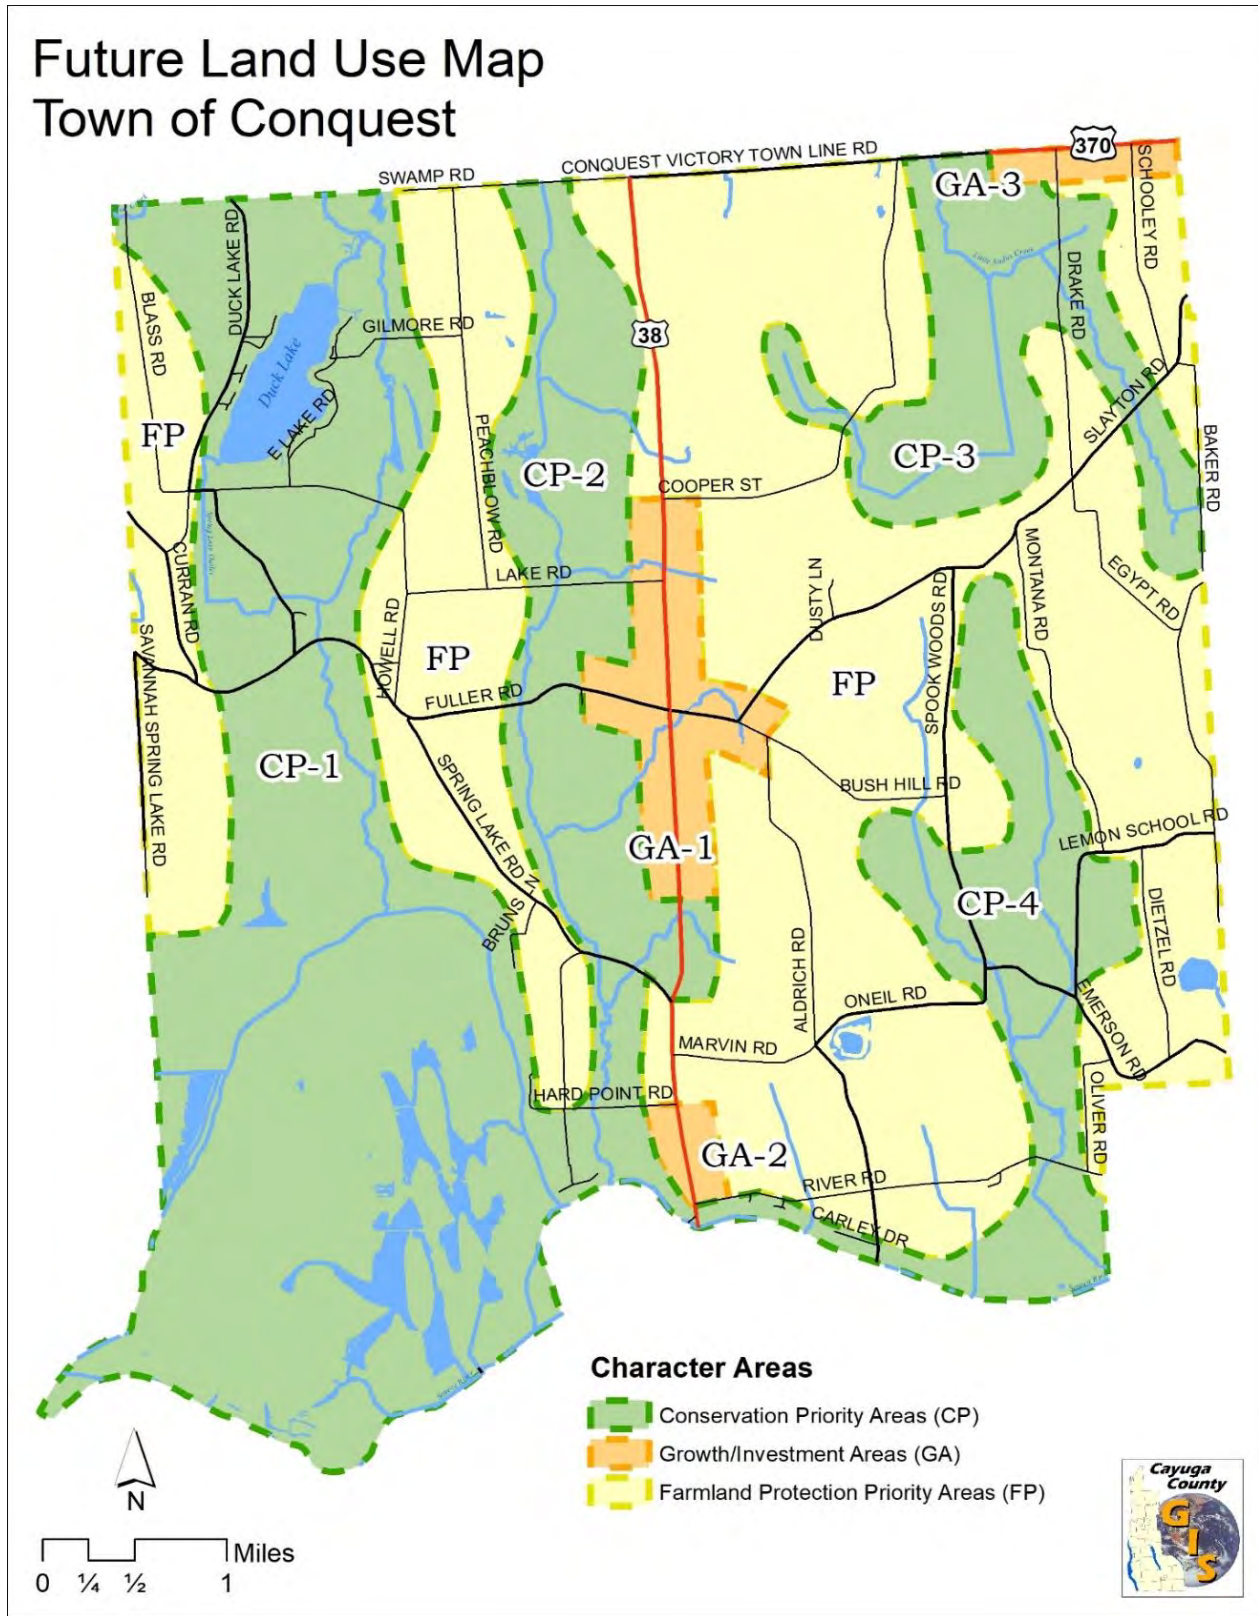 Future Land Use Map
Town of Conquest
370
CONQUEST VICTORY TOWN LINE RD
SWAMP RD
SCHOOLEY RD
GA-3
DUCK LAKE RD
Little Sodus Creek
DRAKE RD
BLASS RD
GILMORE RD
38
Duck Lake
E LAKE RD
SLAYTON RD
FP
PEACHBLOW RD
CP-2
CP-3
BAKER RD
COOPER ST
CURRAN RD
LAKE RD
DUSTY LN
MONTANA RD
EGYPT RD
SPOOK WOODS RD
HOWELL RD
SAVANNAH SPRING LAKE RD
FP
FP
FULLER RD
CP-1
SPRING LAKE RD
BUSH HILL RD
GA-1
LEMON SCHOOL RD
CP-4
BRUNS LN
DIETZEL RD
ALDRICH RD
ONEIL RD
EMERSON RD
MARVIN RD
HARD POINT RD
OLIVER RD
GA-2
RIVER RD
CARLEY DR
Character Areas
Conservation Priority Areas (CP)
Growth/Investment Areas (GA)
Farmland Protection Priority Areas (FP)
N
Miles
0 ¼ ½ 1
Cayuga
County
GIS